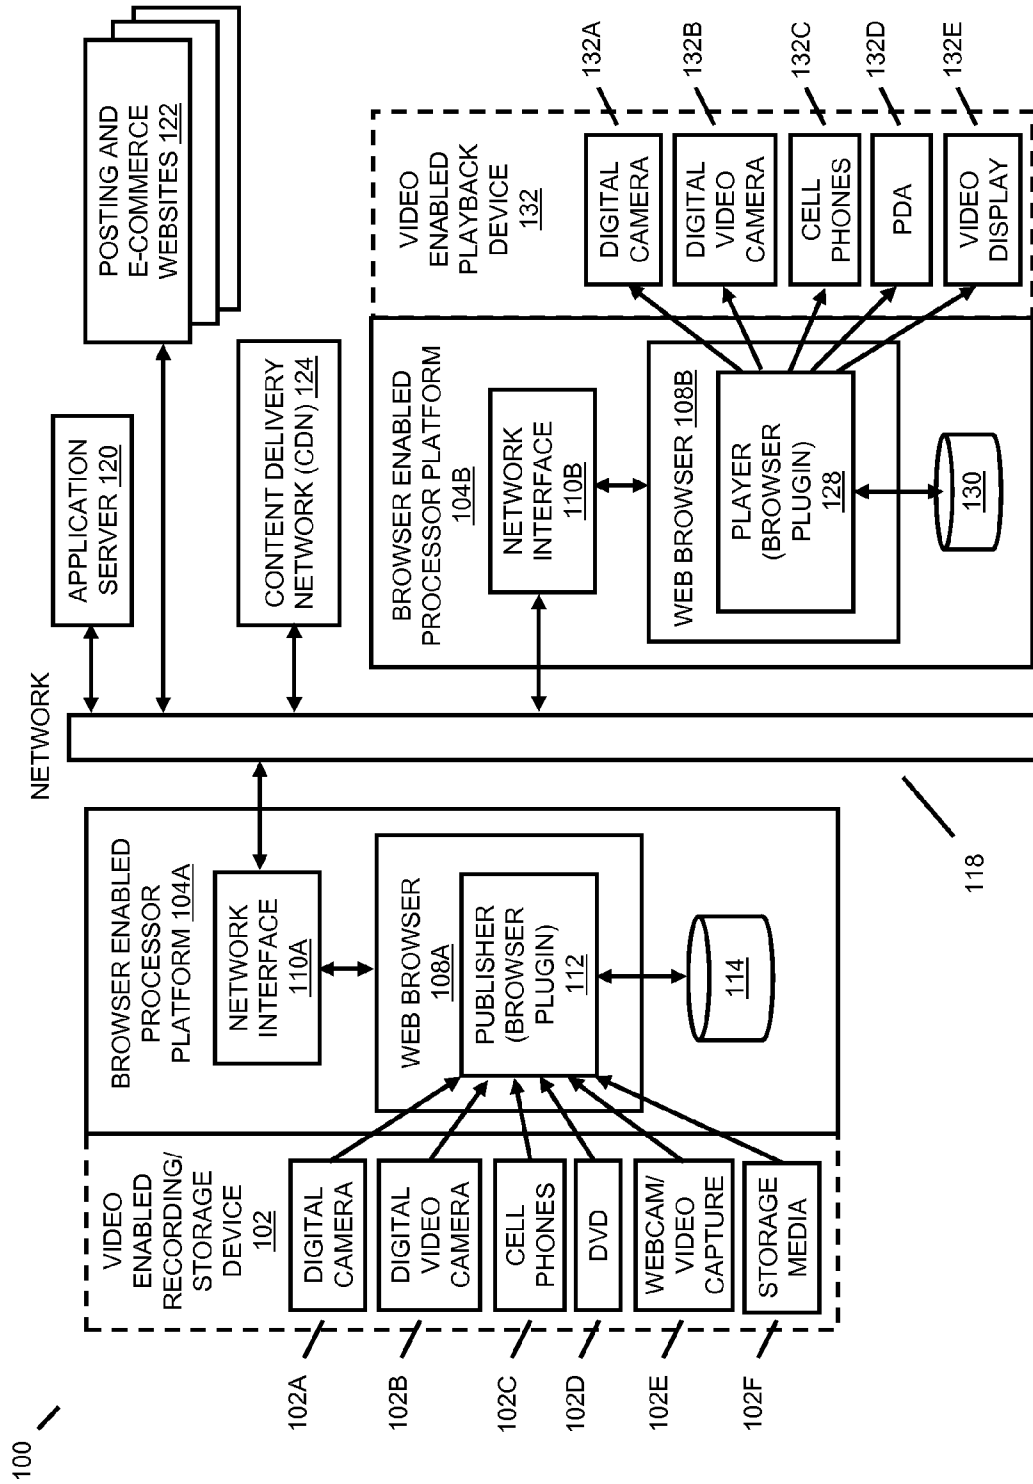 100
VIDEO
ENABLED
RECORDING/
STORAGE
DEVICE
102
102A
DIGITAL
CAMERA
102B
DIGITAL
VIDEO
CAMERA
102C
CELL
PHONES
102D
DVD
102E
WEBCAM/
VIDEO
CAPTURE
102F
STORAGE
MEDIA
BROWSER ENABLED
PROCESSOR
PLATFORM 104A
NETWORK
INTERFACE
110A
WEB BROWSER
108A
PUBLISHER
(BROWSER
PLUGIN)
112
114
NETWORK
118
APPLICATION
SERVER 120
POSTING AND
E-COMMERCE
WEBSITES 122
CONTENT DELIVERY
NETWORK (CDN) 124
BROWSER ENABLED
PROCESSOR PLATFORM
104B
NETWORK
INTERFACE
110B
WEB BROWSER 108B
PLAYER
(BROWSER
PLUGIN)
128
130
VIDEO
ENABLED
PLAYBACK
DEVICE
132
DIGITAL
CAMERA
132A
DIGITAL
VIDEO
CAMERA
132B
CELL
PHONES
132C
PDA
132D
VIDEO
DISPLAY
132E